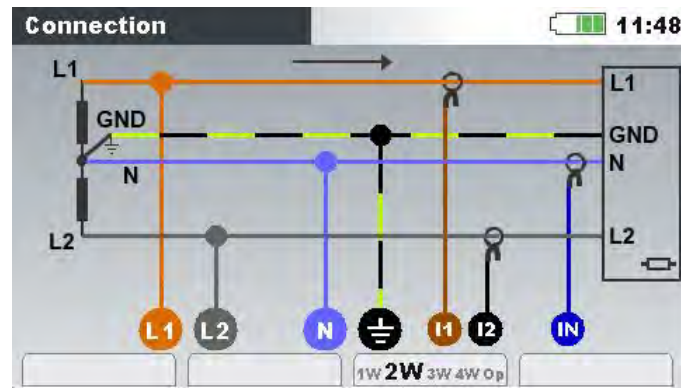 Connection 11:48
L1 L1
GND GND
N N
L2 L2
L1 L2 N I1 I2 IN
1W 2W 3W 4W Op